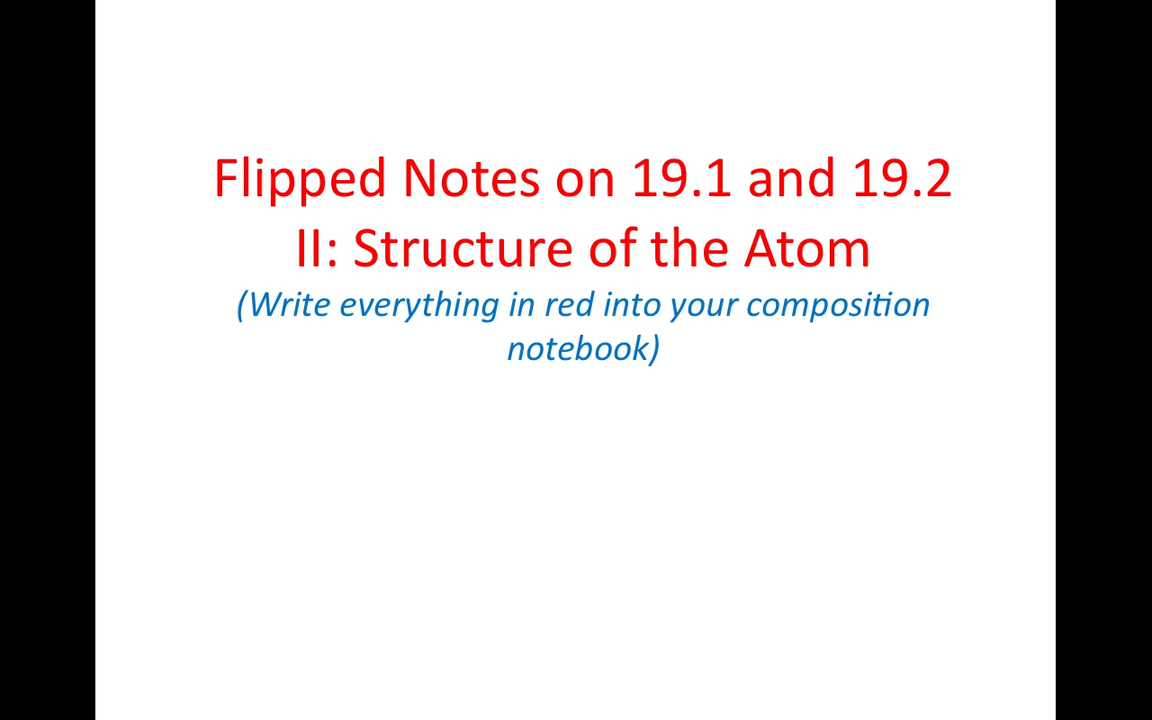 Flipped Notes on 19.1 and 19.2
II: Structure of the Atom
(Write everything in red into your composition
notebook)